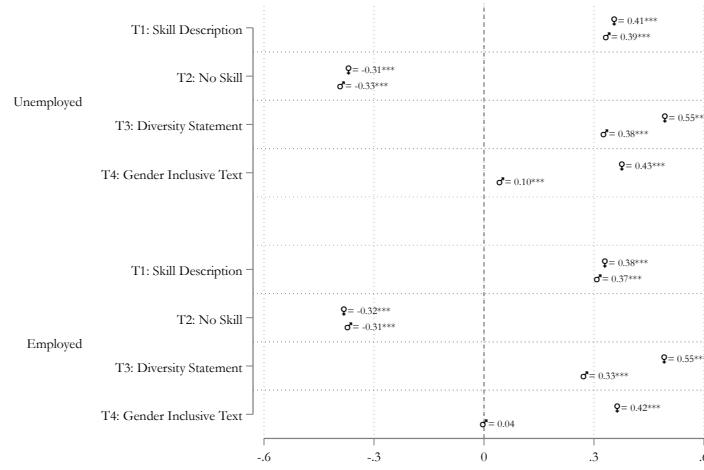 Unemployed
T1: Skill Description
♀= 0.41***
♂= 0.39***
T2: No Skill
♀= -0.31***
♂= -0.33***
T3: Diversity Statement
♀= 0.55**
♂= 0.38***
T4: Gender Inclusive Text
♀= 0.43***
♂= 0.10***
Employed
T1: Skill Description
♀= 0.38***
♂= 0.37***
T2: No Skill
♀= -0.32***
♂= -0.31***
T3: Diversity Statement
♀= 0.55**
♂= 0.33***
T4: Gender Inclusive Text
♀= 0.42***
♂= 0.04
-.6 -.3 0 .3